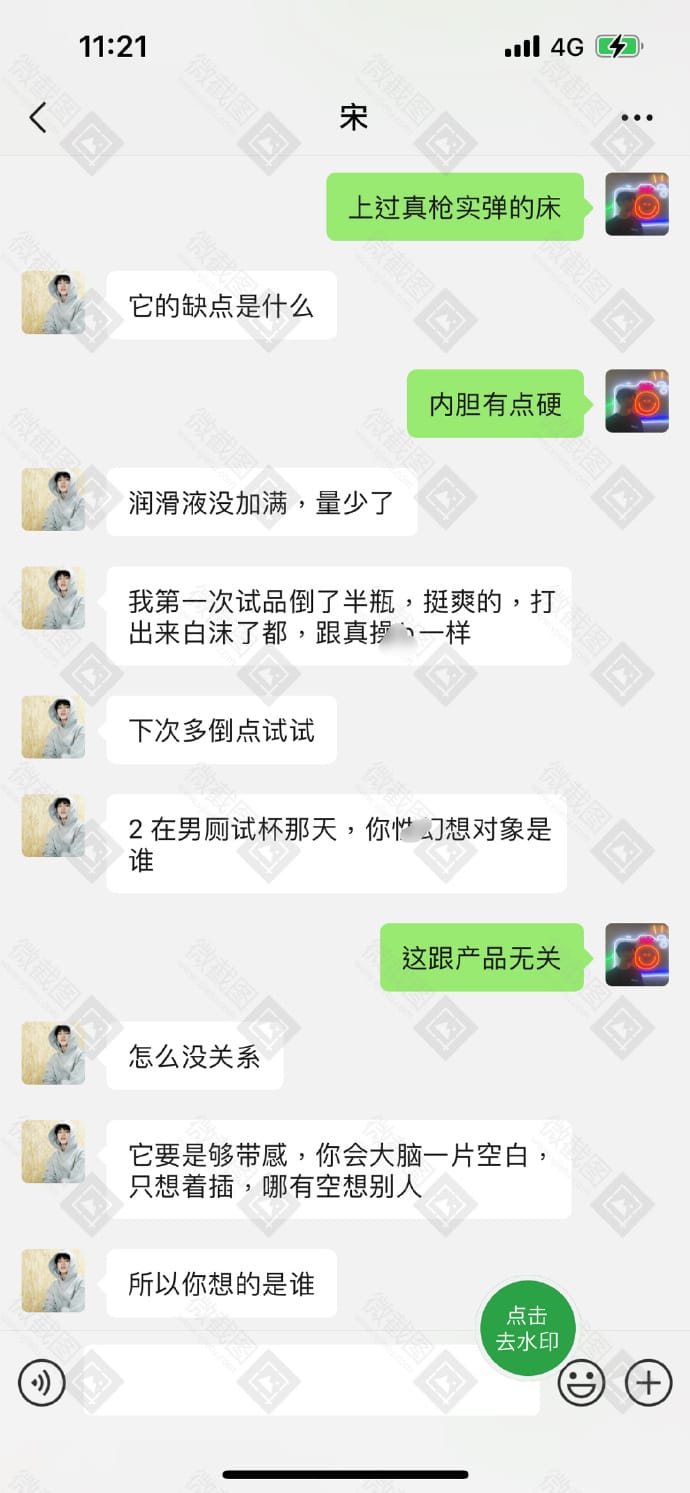 11:21
4G
宋
上过真枪实弹的床
它的缺点是什么
内胆有点硬
润滑液没加满，量少了
我第一次试品倒了半瓶，挺爽的，打
出来白沫了都，跟真操 一样
下次多倒点试试
2 在男厕试杯那天，你性幻想对象是
谁
这跟产品无关
怎么没关系
它要是够带感，你会大脑一片空白，
只想着插，哪有空想别人
所以你想的是谁
点击
去水印
微截图